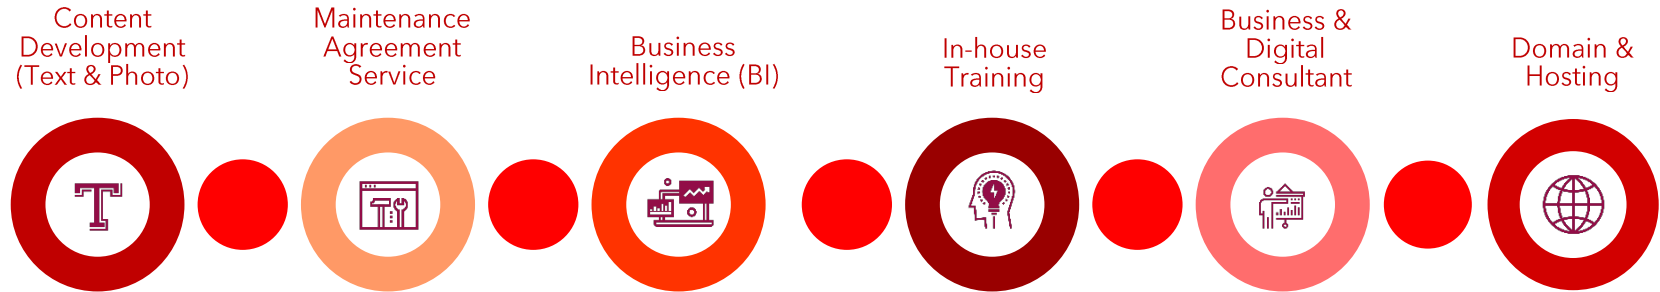 Content
Development
(Text & Photo)
Maintenance
Agreement
Service
Business
Intelligence (BI)
In-house
Training
Business &
Digital
Consultant
Domain &
Hosting